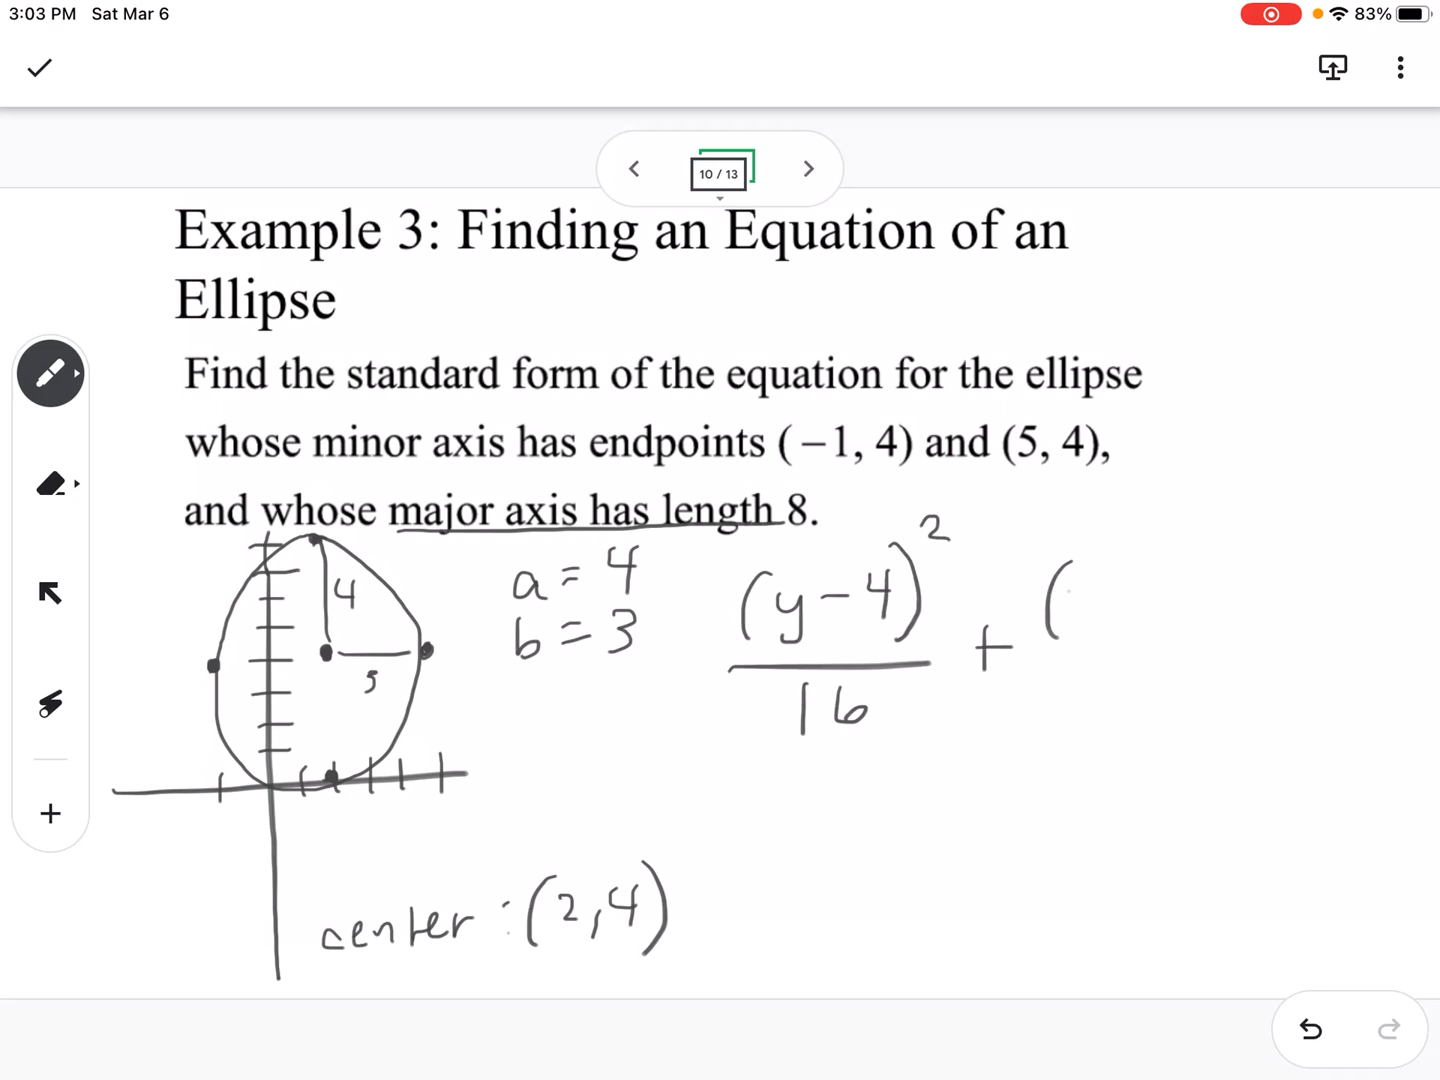 3:03 PM Sat Mar 6
83%
10 / 13
Example 3: Finding an Equation of an
Ellipse
Find the standard form of the equation for the ellipse
whose minor axis has endpoints (−1, 4) and (5, 4),
and whose major axis has length 8.
4
5
a = 4
b = 3
(y - 4)² / 16 + (
center : (2,4)